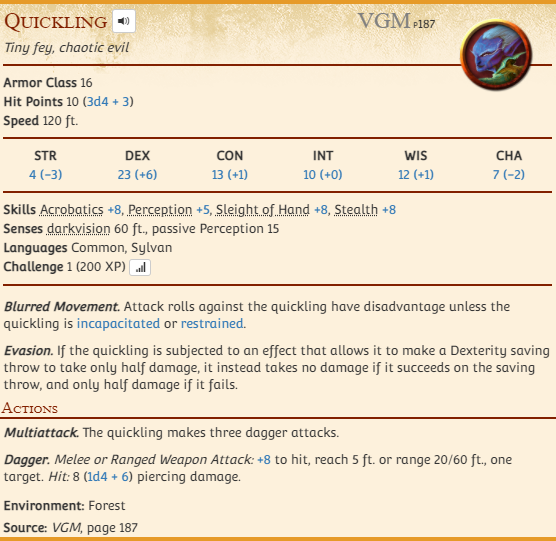 QUICKLING VGM P187
Tiny fey, chaotic evil
Armor Class 16
Hit Points 10 (3d4 + 3)
Speed 120 ft.
STR DEX CON INT WIS CHA
4 (−3) 23 (+6) 13 (+1) 10 (+0) 12 (+1) 7 (−2)
Skills Acrobatics +8, Perception +5, Sleight of Hand +8, Stealth +8
Senses darkvision 60 ft., passive Perception 15
Languages Common, Sylvan
Challenge 1 (200 XP)
Blurred Movement. Attack rolls against the quickling have disadvantage unless the
quickling is incapacitated or restrained.
Evasion. If the quickling is subjected to an effect that allows it to make a Dexterity saving
throw to take only half damage, it instead takes no damage if it succeeds on the saving
throw, and only half damage if it fails.
ACTIONS
Multiattack. The quickling makes three dagger attacks.
Dagger. Melee or Ranged Weapon Attack: +8 to hit, reach 5 ft. or range 20/60 ft., one
target. Hit: 8 (1d4 + 6) piercing damage.
Environment: Forest
Source: VGM, page 187